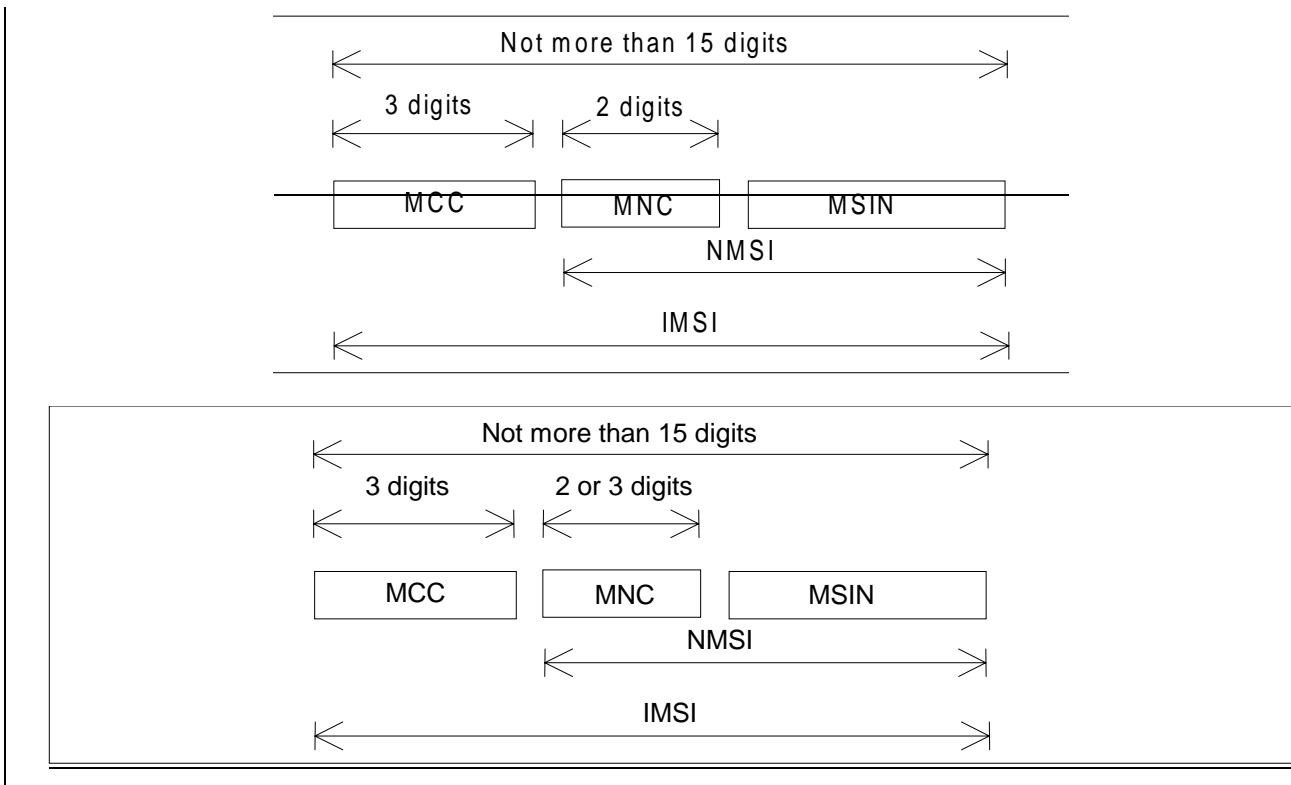 Not more than 15 digits
3 digits 2 digits
MCC MNC MSIN
NMSI
IMSI
Not more than 15 digits
3 digits 2 or 3 digits
MCC MNC MSIN
NMSI
IMSI